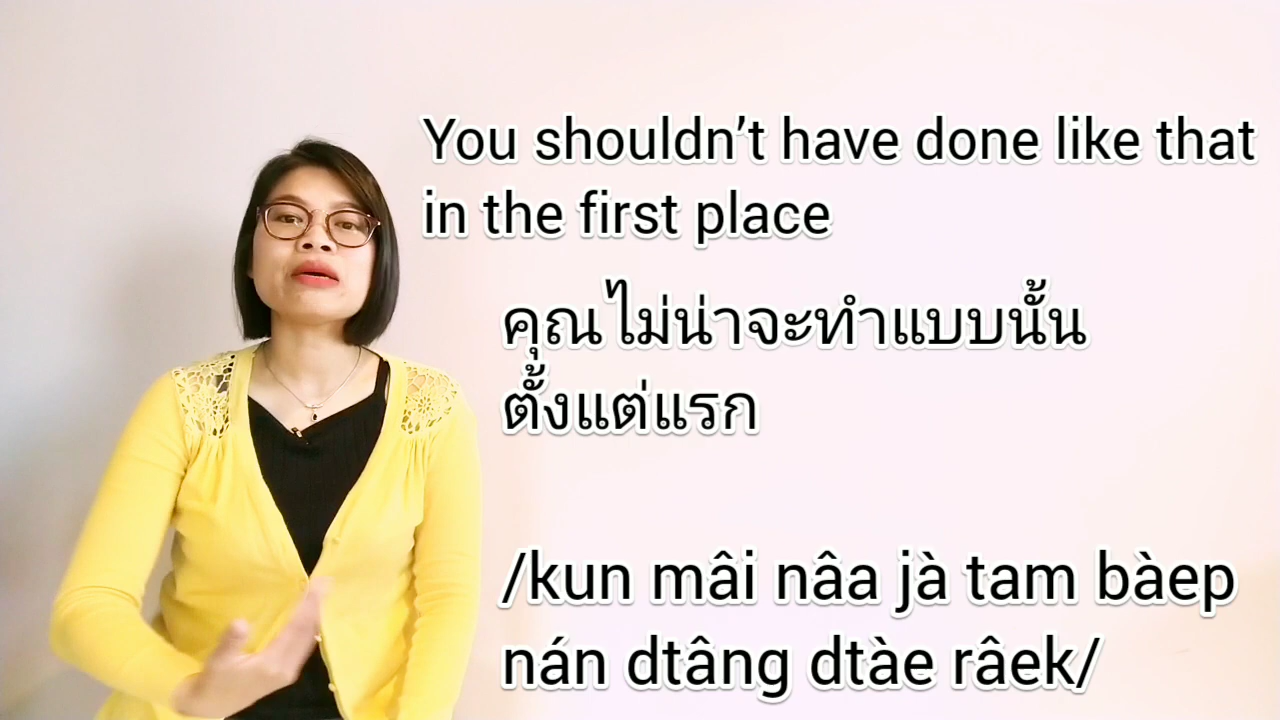 You shouldn’t have done like that
in the first place
คุณไม่น่าจะทำแบบนั้น
ตั้งแต่แรก
/kun mâi nâa jà tam bàep
nán dtâng dtàe râek/